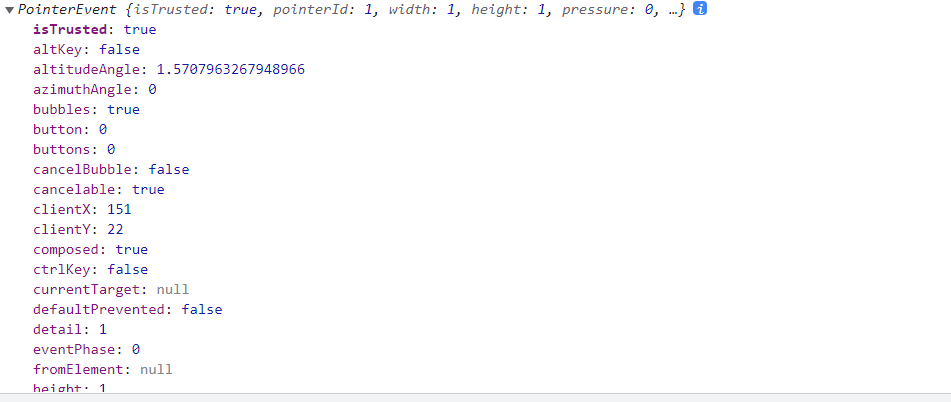 ▼PointerEvent {isTrusted: true, pointerId: 1, width: 1, height: 1, pressure: 0, …} i
isTrusted: true
altKey: false
altitudeAngle: 1.5707963267948966
azimuthAngle: 0
bubbles: true
button: 0
buttons: 0
cancelBubble: false
cancelable: true
clientX: 151
clientY: 22
composed: true
ctrlKey: false
currentTarget: null
defaultPrevented: false
detail: 1
eventPhase: 0
fromElement: null
height: 1